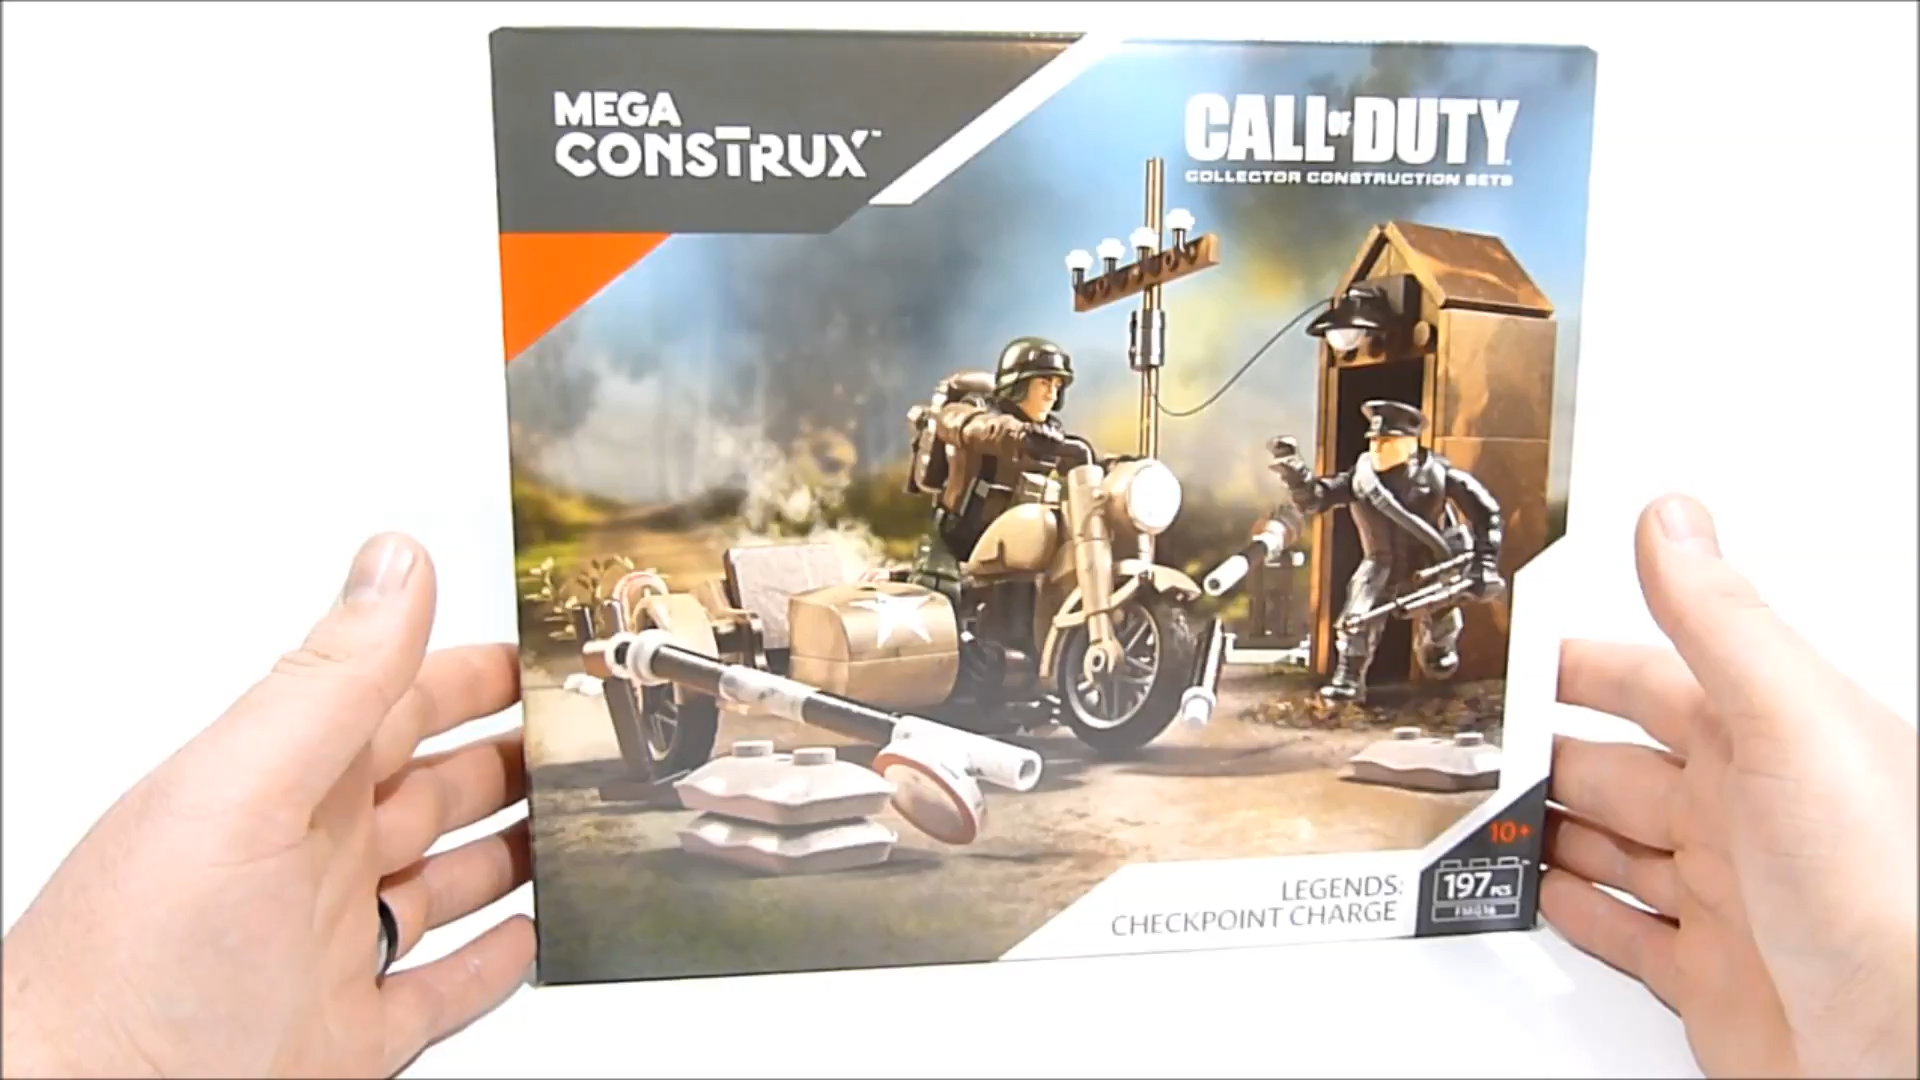 MEGA
CONSTRUX™
CALL OF DUTY
COLLECTOR CONSTRUCTION SETS
10+
197 PCS
LEGENDS:
CHECKPOINT CHARGE